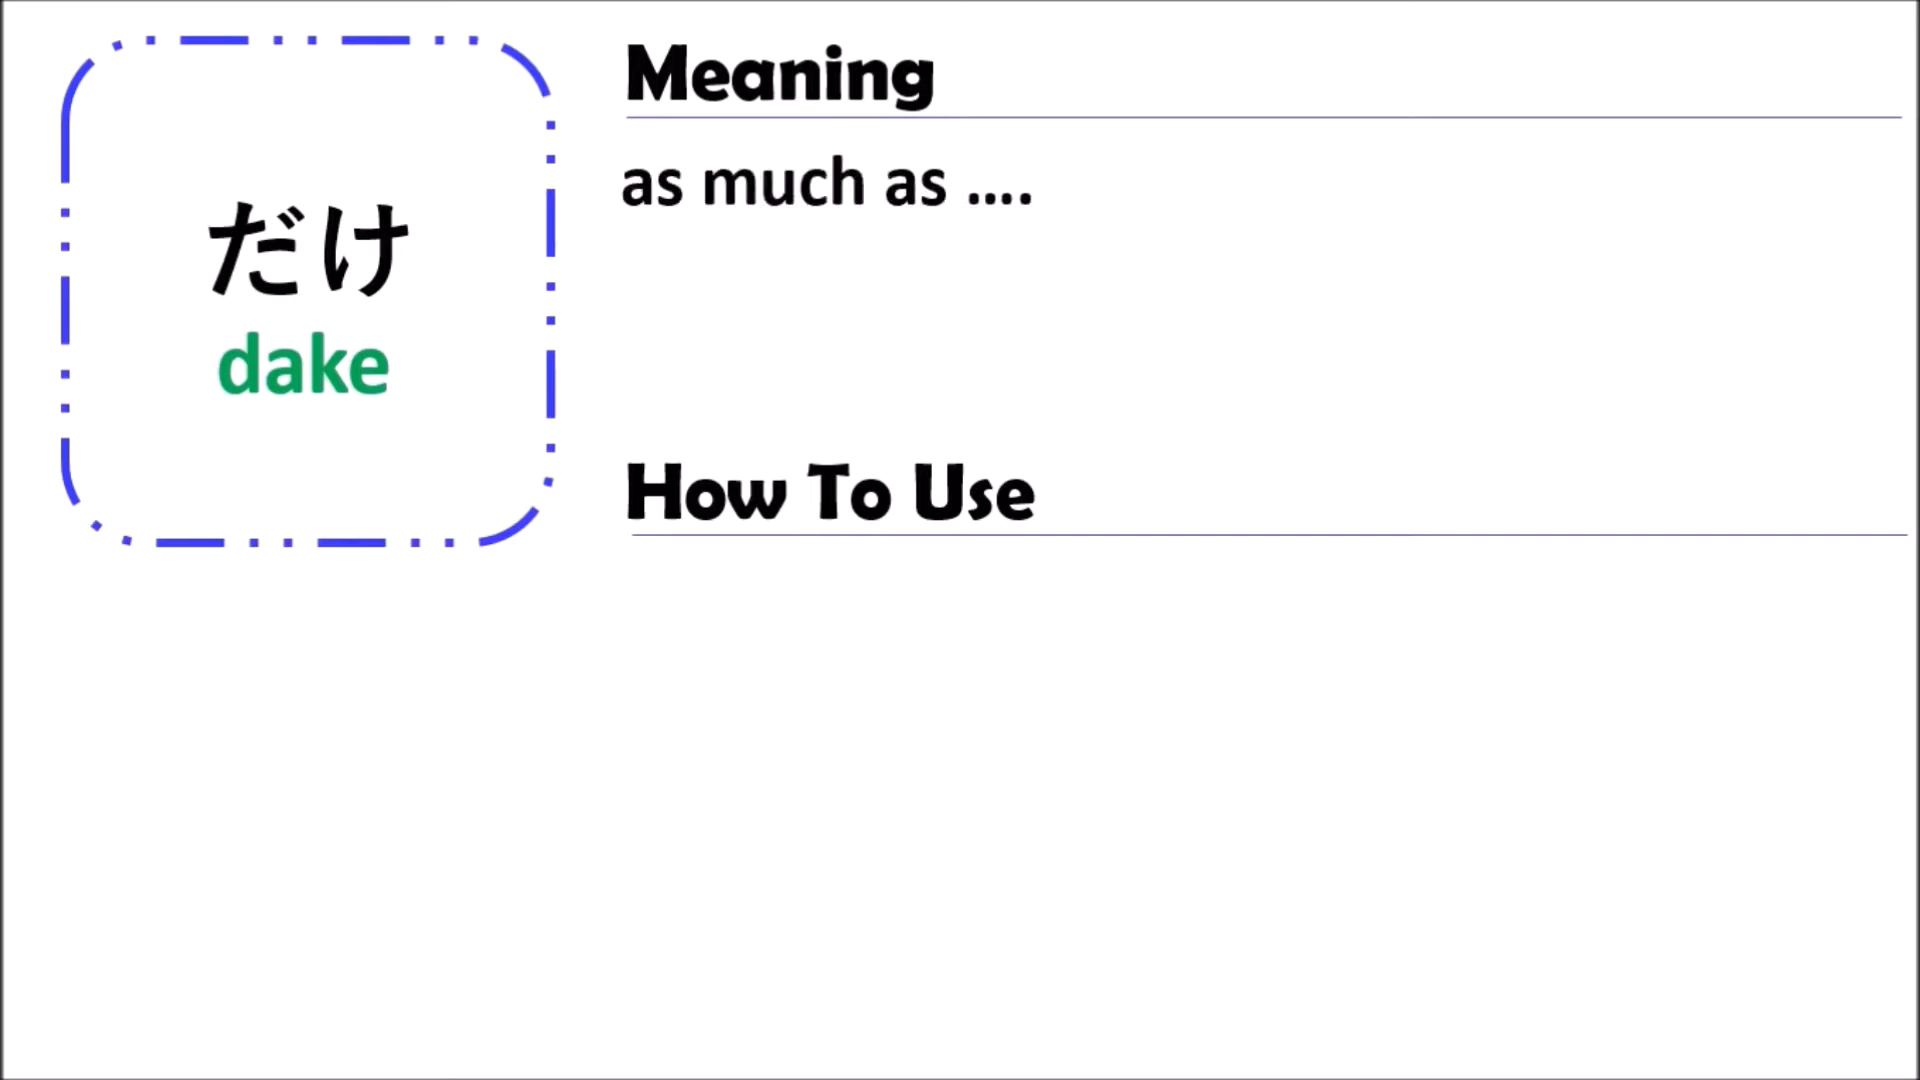 だけ
dake
Meaning
as much as ....
How To Use